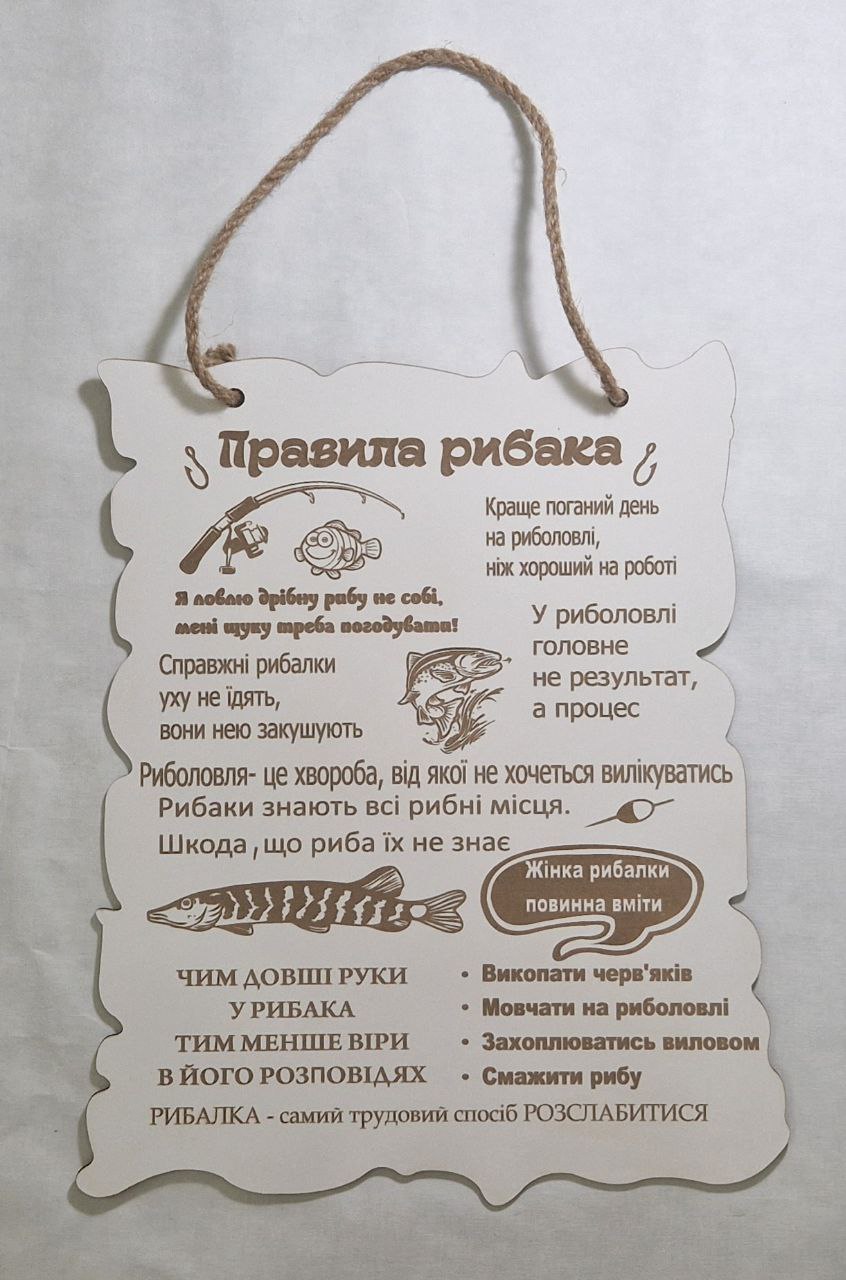 Правила рибака
Краще поганий день
на риболовлі,
ніж хороший на роботі
Я ловлю дрібну рибу не собі,
мені щуку треба погодувати!
У риболовлі
головне
не результат,
а процес
Справжні рибалки
уху не їдять,
вони нею закушують
Риболовля- це хвороба, від якої не хочеться вилікуватись
Рибаки знають всі рибні місця.
Шкода , що риба їх не знає
Жінка рибалки
повинна вміти
• Викопати черв'яків
• Мовчати на риболовлі
• Захоплюватись виловом
• Смажити рибу
ЧИМ ДОВШІ РУКИ
У РИБАКА
ТИМ МЕНШЕ ВІРИ
В ЙОГО РОЗПОВІДЯХ
РИБАЛКА - самий трудовий спосіб РОЗСЛАБИТИСЯ